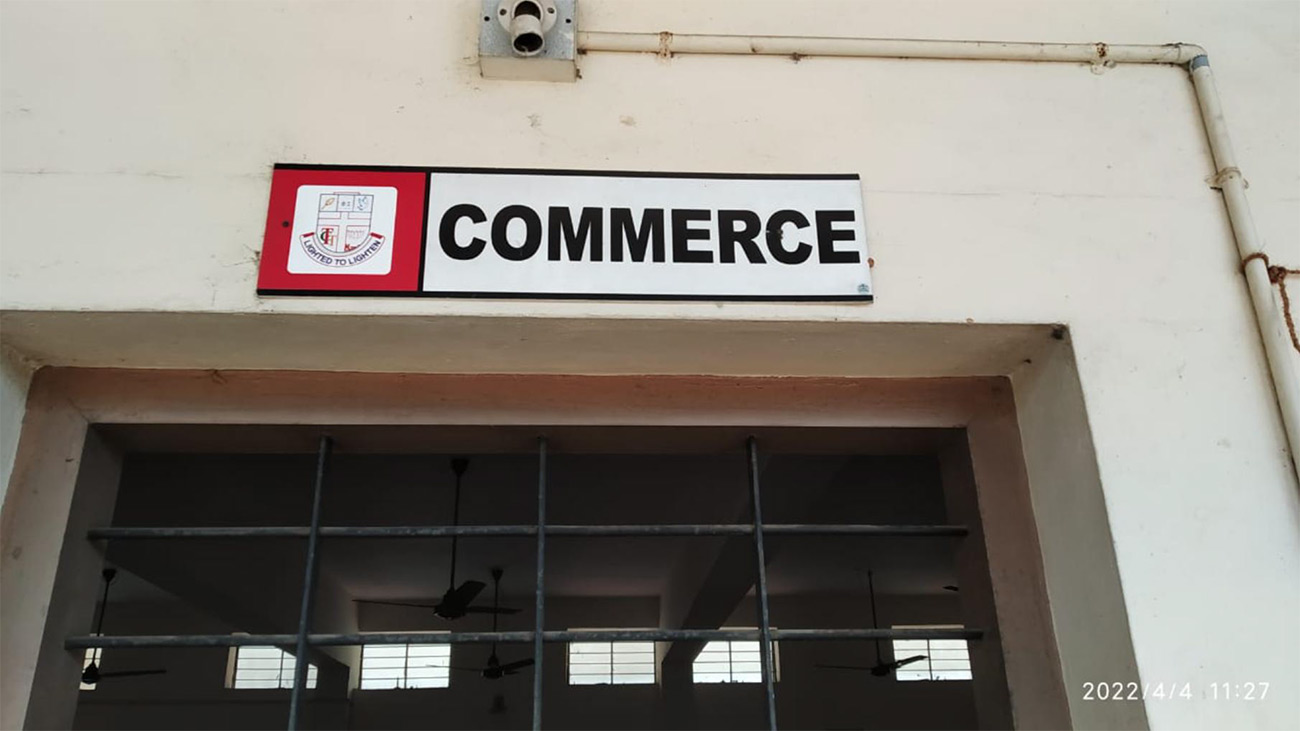 COMMERCE
LIGHTED TO LIGHTEN
2022/4/4 11:27